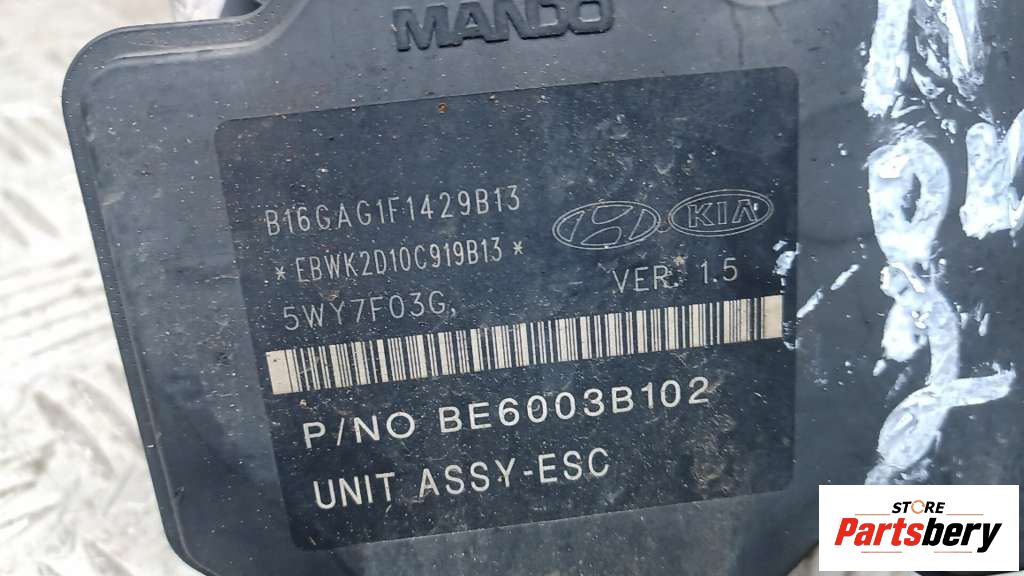 MANDO
B16GAG1F1429B13
*EBWK2D10C919B13*
5WY7F03G.
KIA
VER. 1.5
P/NO BE6003B102
UNIT ASSY-ESC
STORE
Partsbery